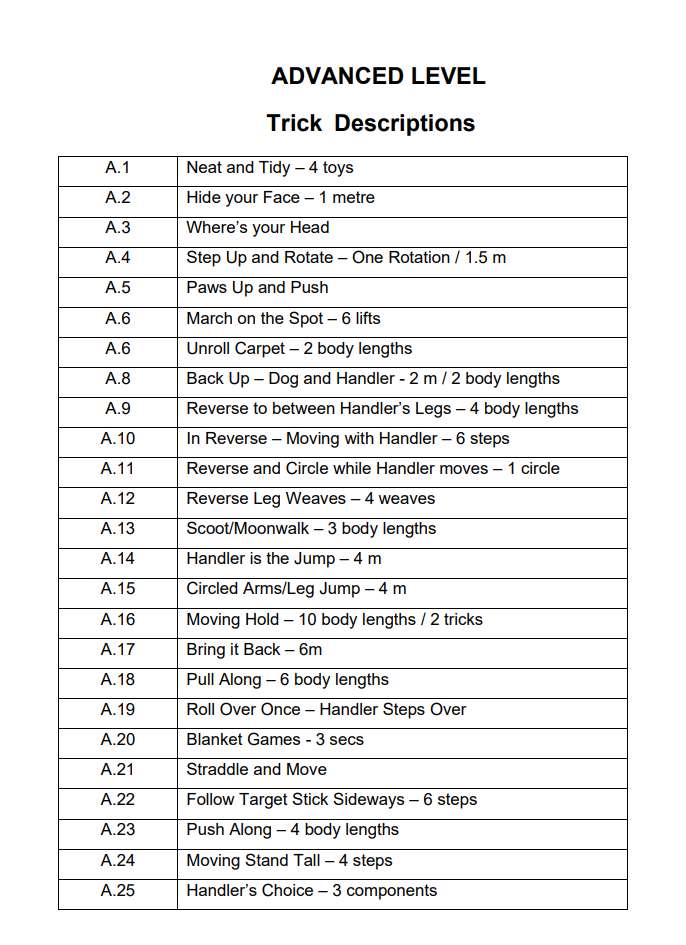 ADVANCED LEVEL
Trick Descriptions
A.1 Neat and Tidy – 4 toys
A.2 Hide your Face – 1 metre
A.3 Where’s your Head
A.4 Step Up and Rotate – One Rotation / 1.5 m
A.5 Paws Up and Push
A.6 March on the Spot – 6 lifts
A.6 Unroll Carpet – 2 body lengths
A.8 Back Up – Dog and Handler - 2 m / 2 body lengths
A.9 Reverse to between Handler’s Legs – 4 body lengths
A.10 In Reverse – Moving with Handler – 6 steps
A.11 Reverse and Circle while Handler moves – 1 circle
A.12 Reverse Leg Weaves – 4 weaves
A.13 Scoot/Moonwalk – 3 body lengths
A.14 Handler is the Jump – 4 m
A.15 Circled Arms/Leg Jump – 4 m
A.16 Moving Hold – 10 body lengths / 2 tricks
A.17 Bring it Back – 6m
A.18 Pull Along – 6 body lengths
A.19 Roll Over Once – Handler Steps Over
A.20 Blanket Games - 3 secs
A.21 Straddle and Move
A.22 Follow Target Stick Sideways – 6 steps
A.23 Push Along – 4 body lengths
A.24 Moving Stand Tall – 4 steps
A.25 Handler’s Choice – 3 components